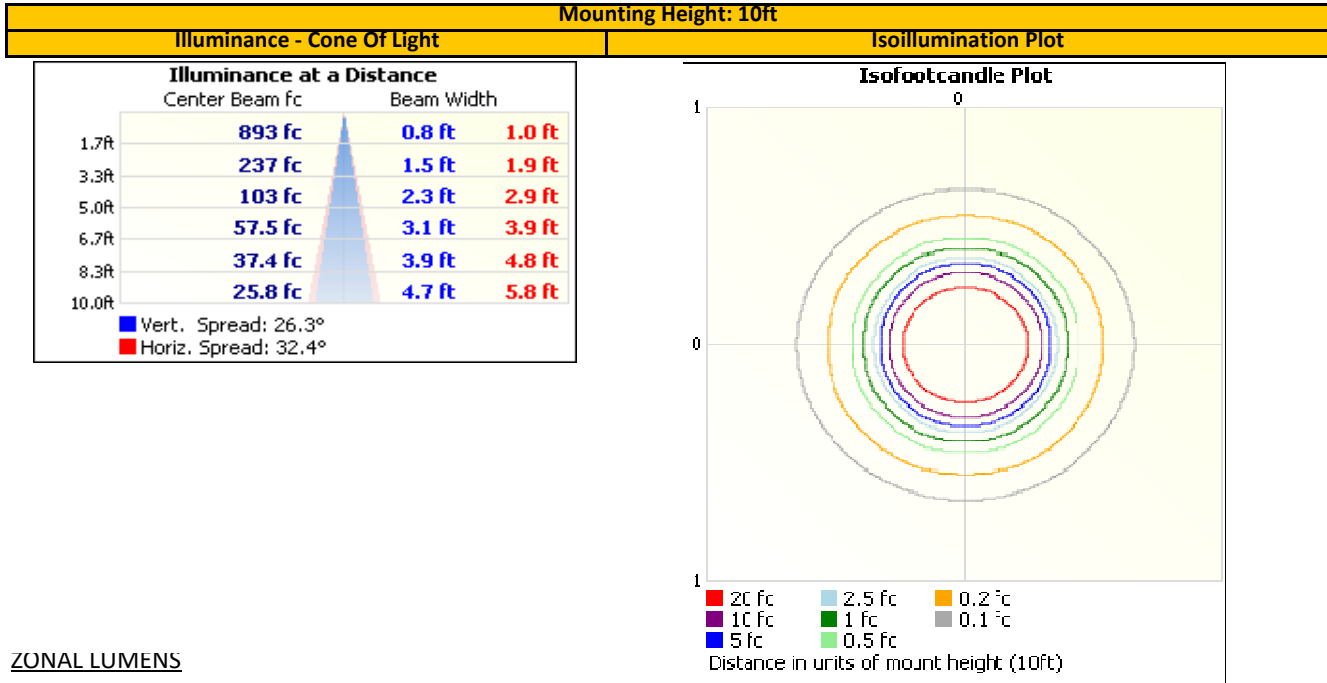 Mounting Height: 10ft
Illuminance - Cone Of Light
Isoillumination Plot
Illuminance at a Distance
Center Beam fc Beam Width
1.7ft 893 fc 0.8 ft 1.0 ft
3.3ft 237 fc 1.5 ft 1.9 ft
5.0ft 103 fc 2.3 ft 2.9 ft
6.7ft 57.5 fc 3.1 ft 3.9 ft
8.3ft 37.4 fc 3.9 ft 4.8 ft
10.0ft 25.8 fc 4.7 ft 5.8 ft
Vert. Spread: 26.3°
Horiz. Spread: 32.4°
Isofootcandle Plot
0
1
0
1
20 fc 2.5 fc 0.2 fc
10 fc 1 fc 0.1 fc
5 fc 0.5 fc
Distance in units of mount height (10ft)
ZONAL LUMENS